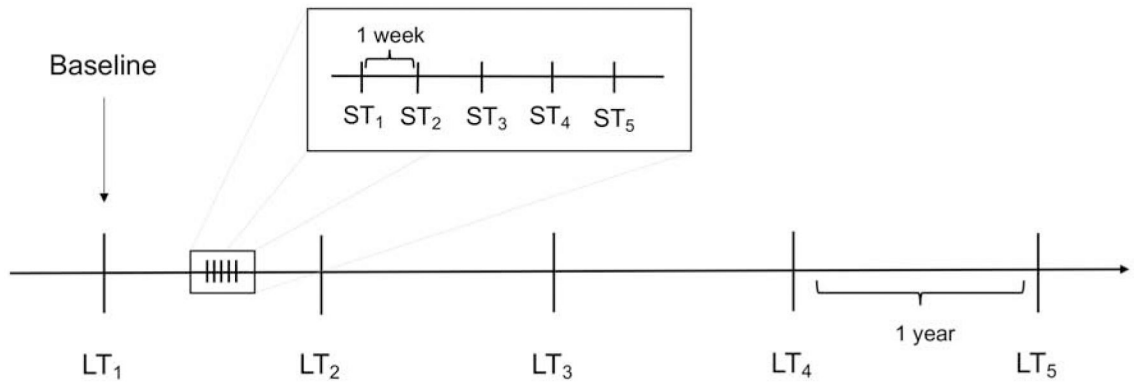 1 week
Baseline
ST₁ ST₂ ST₃ ST₄ ST₅
1 year
LT₁ LT₂ LT₃ LT₄ LT₅